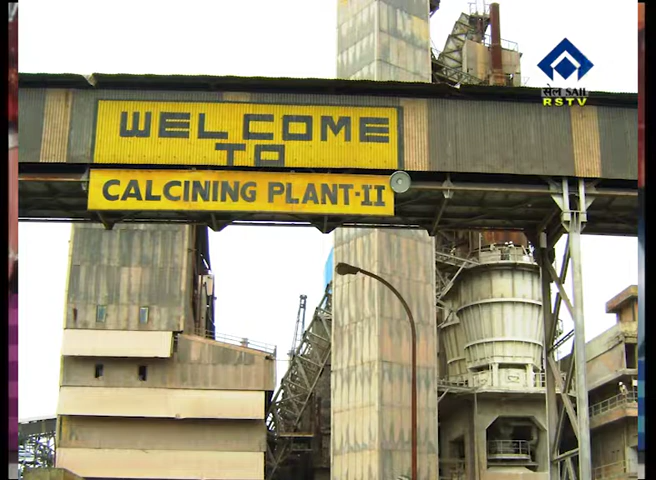 WELCOME
TO
CALCINING PLANT-II
सेल SAIL
RSTV